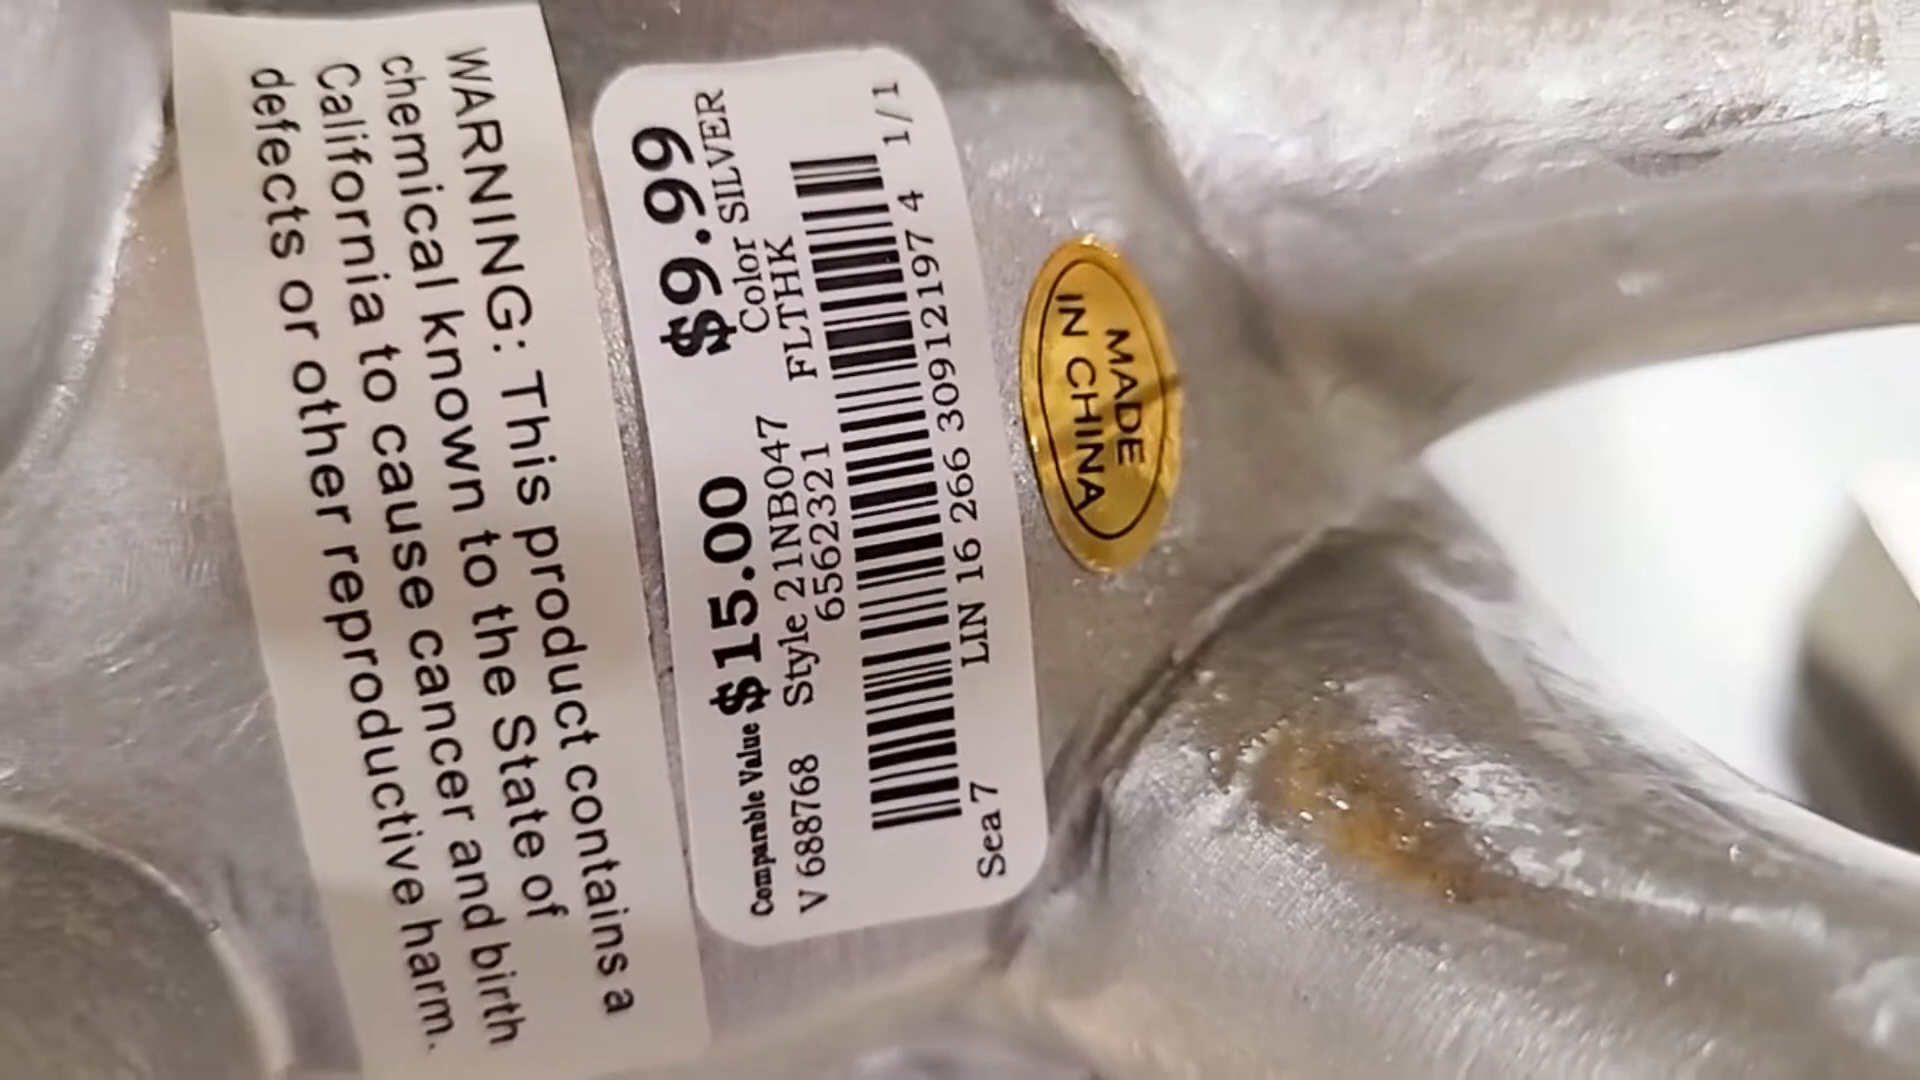 WARNING: This product contains a
chemical known to the State of
California to cause cancer and birth
defects or other reproductive harm.
Comparable Value $15.00 $9.99
V 688768 Style 21NB047 Color SILVER
6562321 FLTHK
LIN 16 266 30912197 4
Sea 7 1/1
MADE
IN CHINA